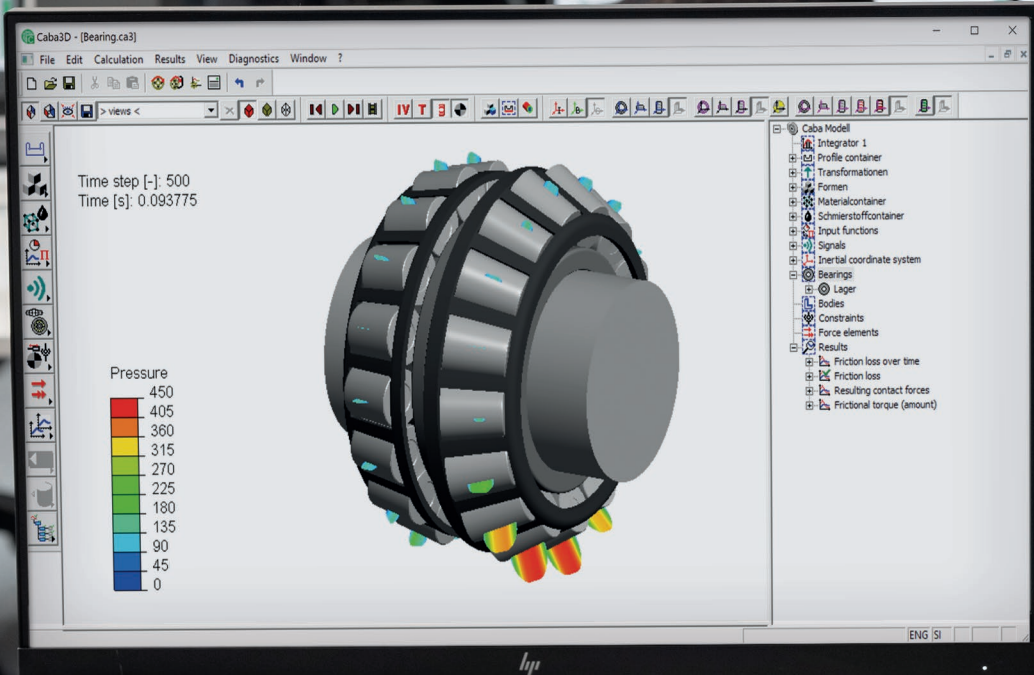 Caba3D - [Bearing.ca3]
File Edit Calculation Results View Diagnostics Window ?
> views <
IV T
Time step [-]: 500
Time [s]: 0.093775
Pressure
450
405
360
315
270
225
180
135
90
45
0
Caba Modell
Integrator 1
Profile container
Transformationen
Formen
Materialcontainer
Schmierstoffcontainer
Input functions
Signals
Inertial coordinate system
Bearings
Lager
Bodies
Constraints
Force elements
Results
Friction loss over time
Friction loss
Resulting contact forces
Frictional torque (amount)
ENG SI
hp